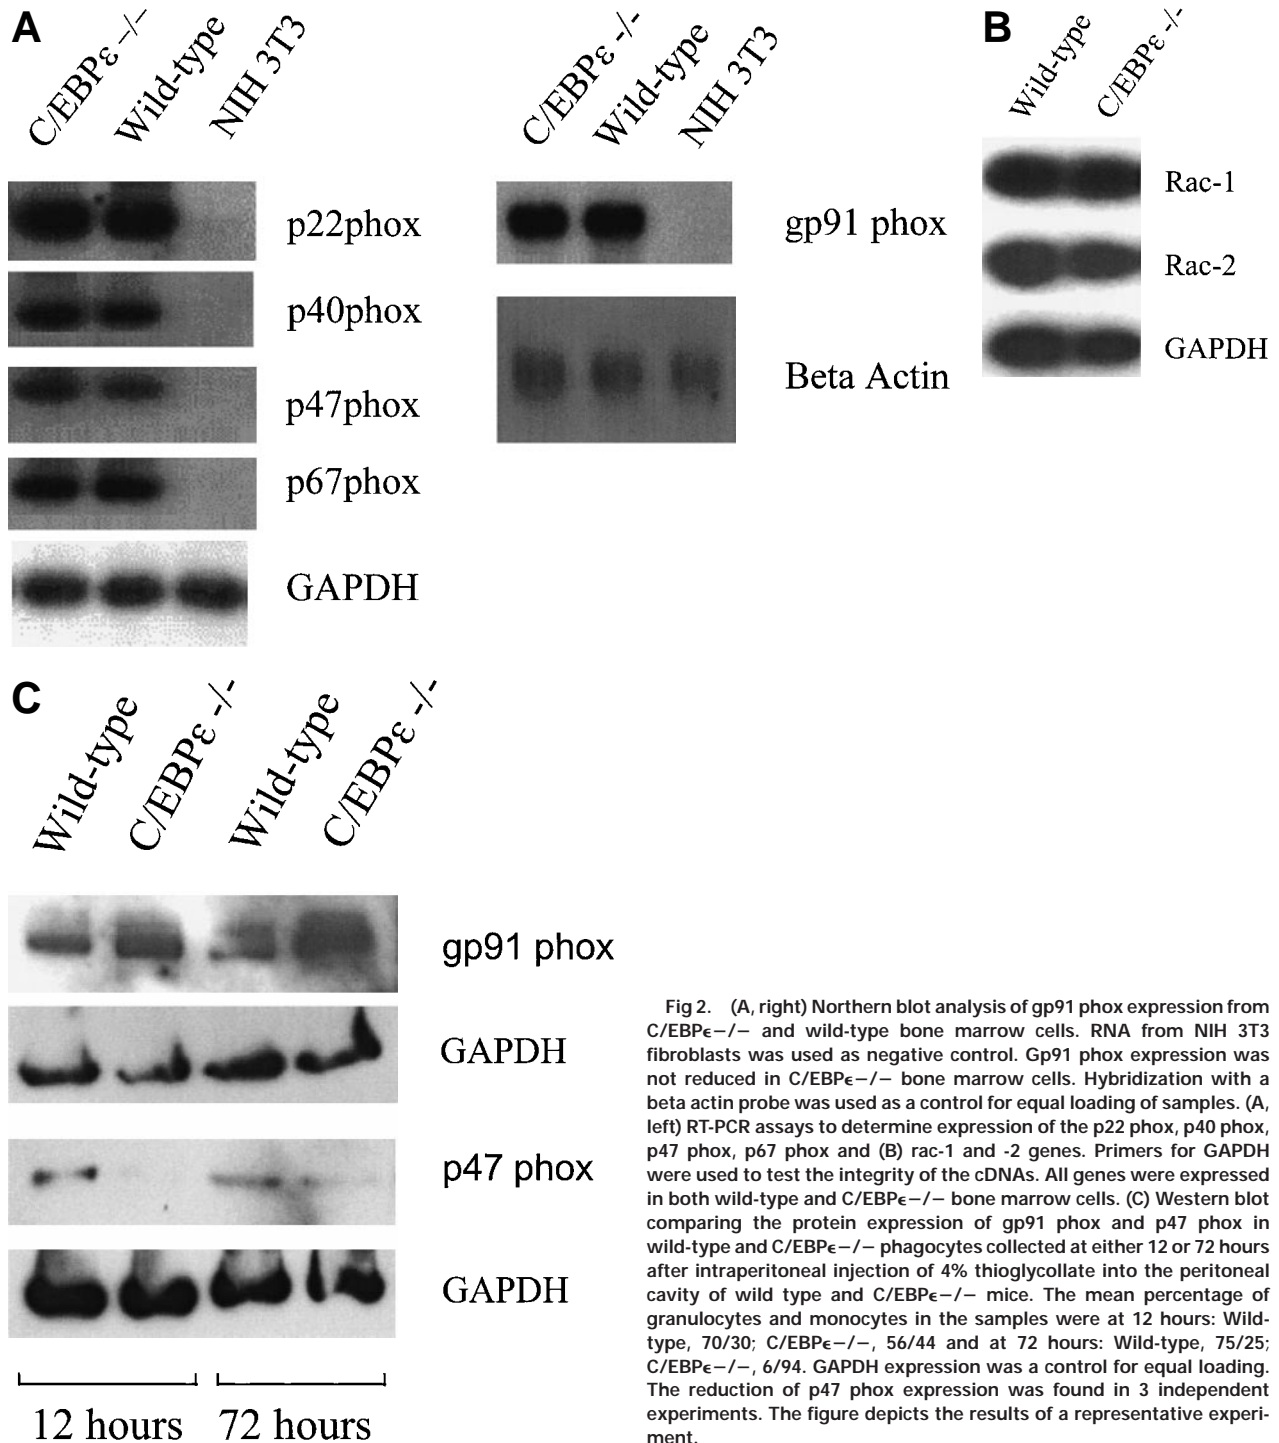 A
C/EBPε –/–
Wild-type
NIH 3T3
p22phox
p40phox
p47phox
p67phox
GAPDH
C/EBPε -/-
Wild-type
NIH 3T3
gp91 phox
Beta Actin
B
Wild-type
C/EBPε -/-
Rac-1
Rac-2
GAPDH
C
Wild-type
C/EBPε -/-
Wild-type
C/EBPε -/-
gp91 phox
GAPDH
p47 phox
GAPDH
12 hours
72 hours
Fig 2. (A, right) Northern blot analysis of gp91 phox expression from
C/EBPϵ−/− and wild-type bone marrow cells. RNA from NIH 3T3
fibroblasts was used as negative control. Gp91 phox expression was
not reduced in C/EBPϵ−/− bone marrow cells. Hybridization with a
beta actin probe was used as a control for equal loading of samples. (A,
left) RT-PCR assays to determine expression of the p22 phox, p40 phox,
p47 phox, p67 phox and (B) rac-1 and -2 genes. Primers for GAPDH
were used to test the integrity of the cDNAs. All genes were expressed
in both wild-type and C/EBPϵ−/− bone marrow cells. (C) Western blot
comparing the protein expression of gp91 phox and p47 phox in
wild-type and C/EBPϵ−/− phagocytes collected at either 12 or 72 hours
after intraperitoneal injection of 4% thioglycollate into the peritoneal
cavity of wild type and C/EBPϵ−/− mice. The mean percentage of
granulocytes and monocytes in the samples were at 12 hours: Wild-
type, 70/30; C/EBPϵ−/−, 56/44 and at 72 hours: Wild-type, 75/25;
C/EBPϵ−/−, 6/94. GAPDH expression was a control for equal loading.
The reduction of p47 phox expression was found in 3 independent
experiments. The figure depicts the results of a representative experi-
ment.